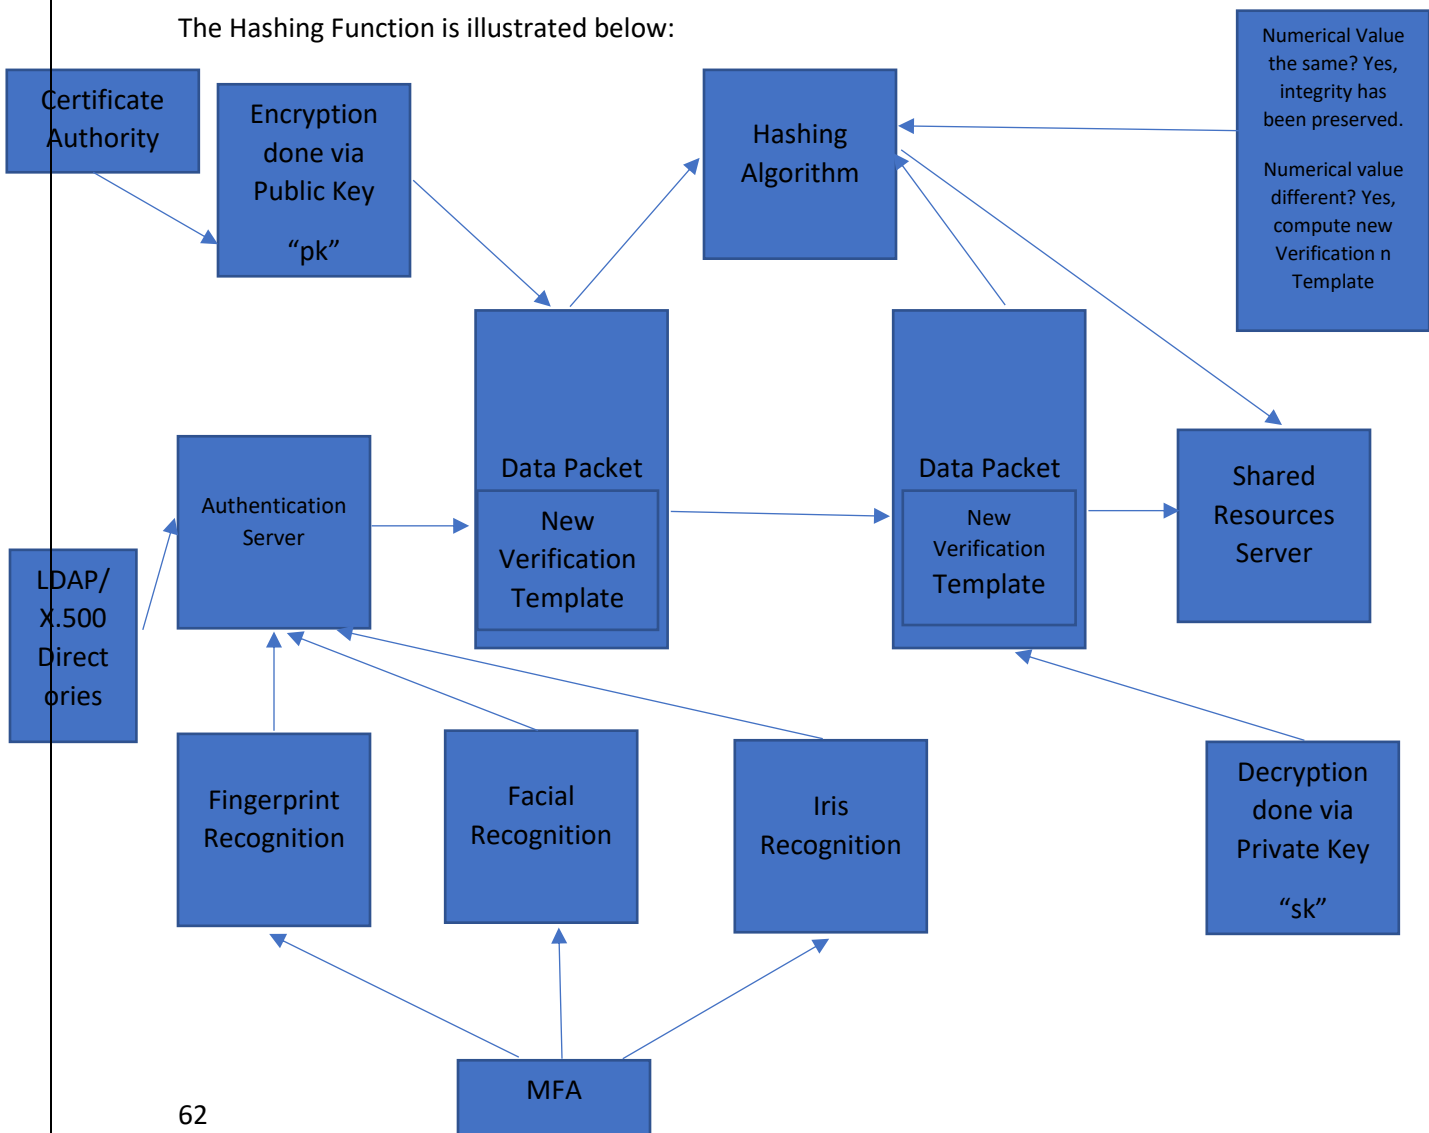 The Hashing Function is illustrated below:
Certificate
Authority
Encryption
done via
Public Key
“pk”
Hashing
Algorithm
Numerical Value
the same? Yes,
integrity has
been preserved.
Numerical value
different? Yes,
compute new
Verification n
Template
LDAP/
X.500
Direct
ories
Authentication
Server
Data Packet
New
Verification
Template
Data Packet
New
Verification
Template
Shared
Resources
Server
Fingerprint
Recognition
Facial
Recognition
Iris
Recognition
Decryption
done via
Private Key
“sk”
MFA
62